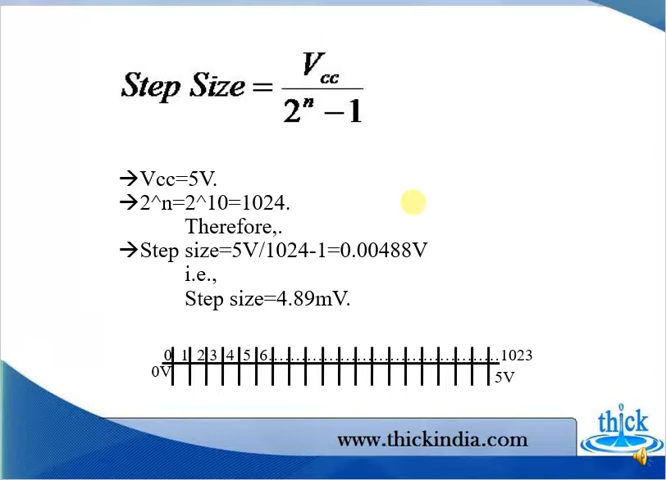 Step Size = Vcc / 2^n − 1
→Vcc=5V.
→2^n=2^10=1024.
Therefore,.
→Step size=5V/1024-1=0.00488V
i.e.,
Step size=4.89mV.
0 1 2 3 4 5 6..............................1023
0V 5V
thick
www.thickindia.com